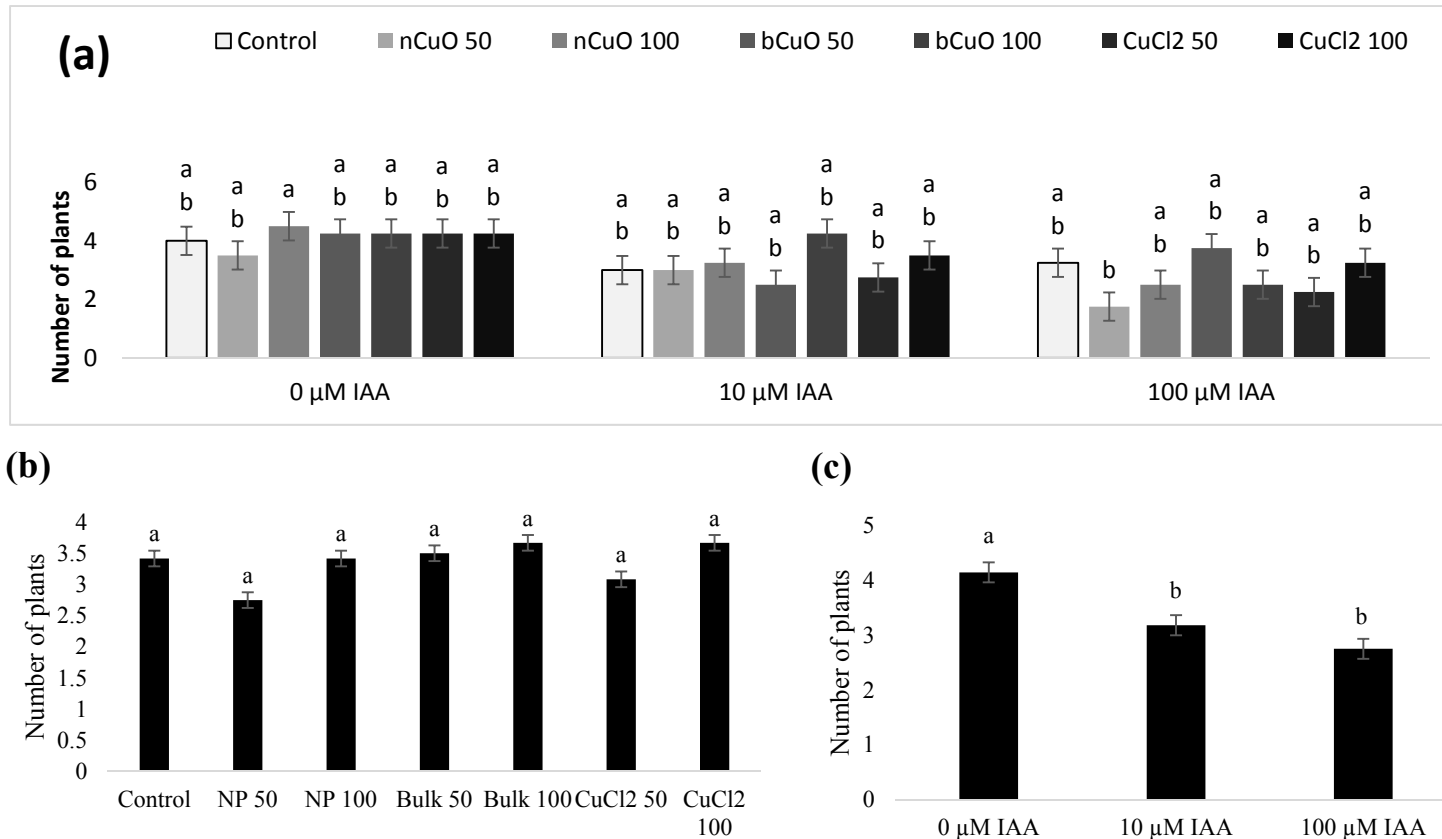 (a)
Control nCuO 50 nCuO 100 bCuO 50 bCuO 100 CuCl2 50 CuCl2 100
Number of plants
6
4
2
0
a a a a a a a a a a a a a a a a a a a a
b b b b b b b b b b b b b b b b b b b b
0 µM IAA 10 µM IAA 100 µM IAA
(b)
Number of plants
4
3.5
3
2.5
2
1.5
1
0.5
0
a a a a a a a
Control NP 50 NP 100 Bulk 50 Bulk 100 CuCl2 50 CuCl2
100
(c)
Number of plants
5
4
3
2
1
0
a b b
0 µM IAA 10 µM IAA 100 µM IAA